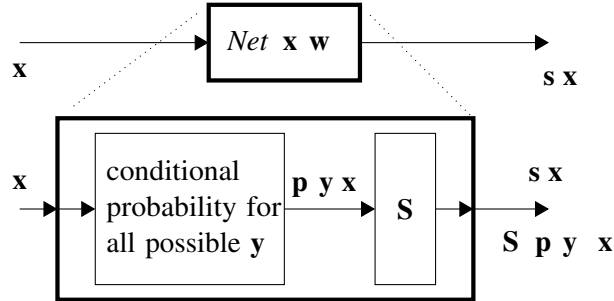 Net x w
x
s x
x
conditional
probability for
all possible y
p y x
S
s x
S p y x